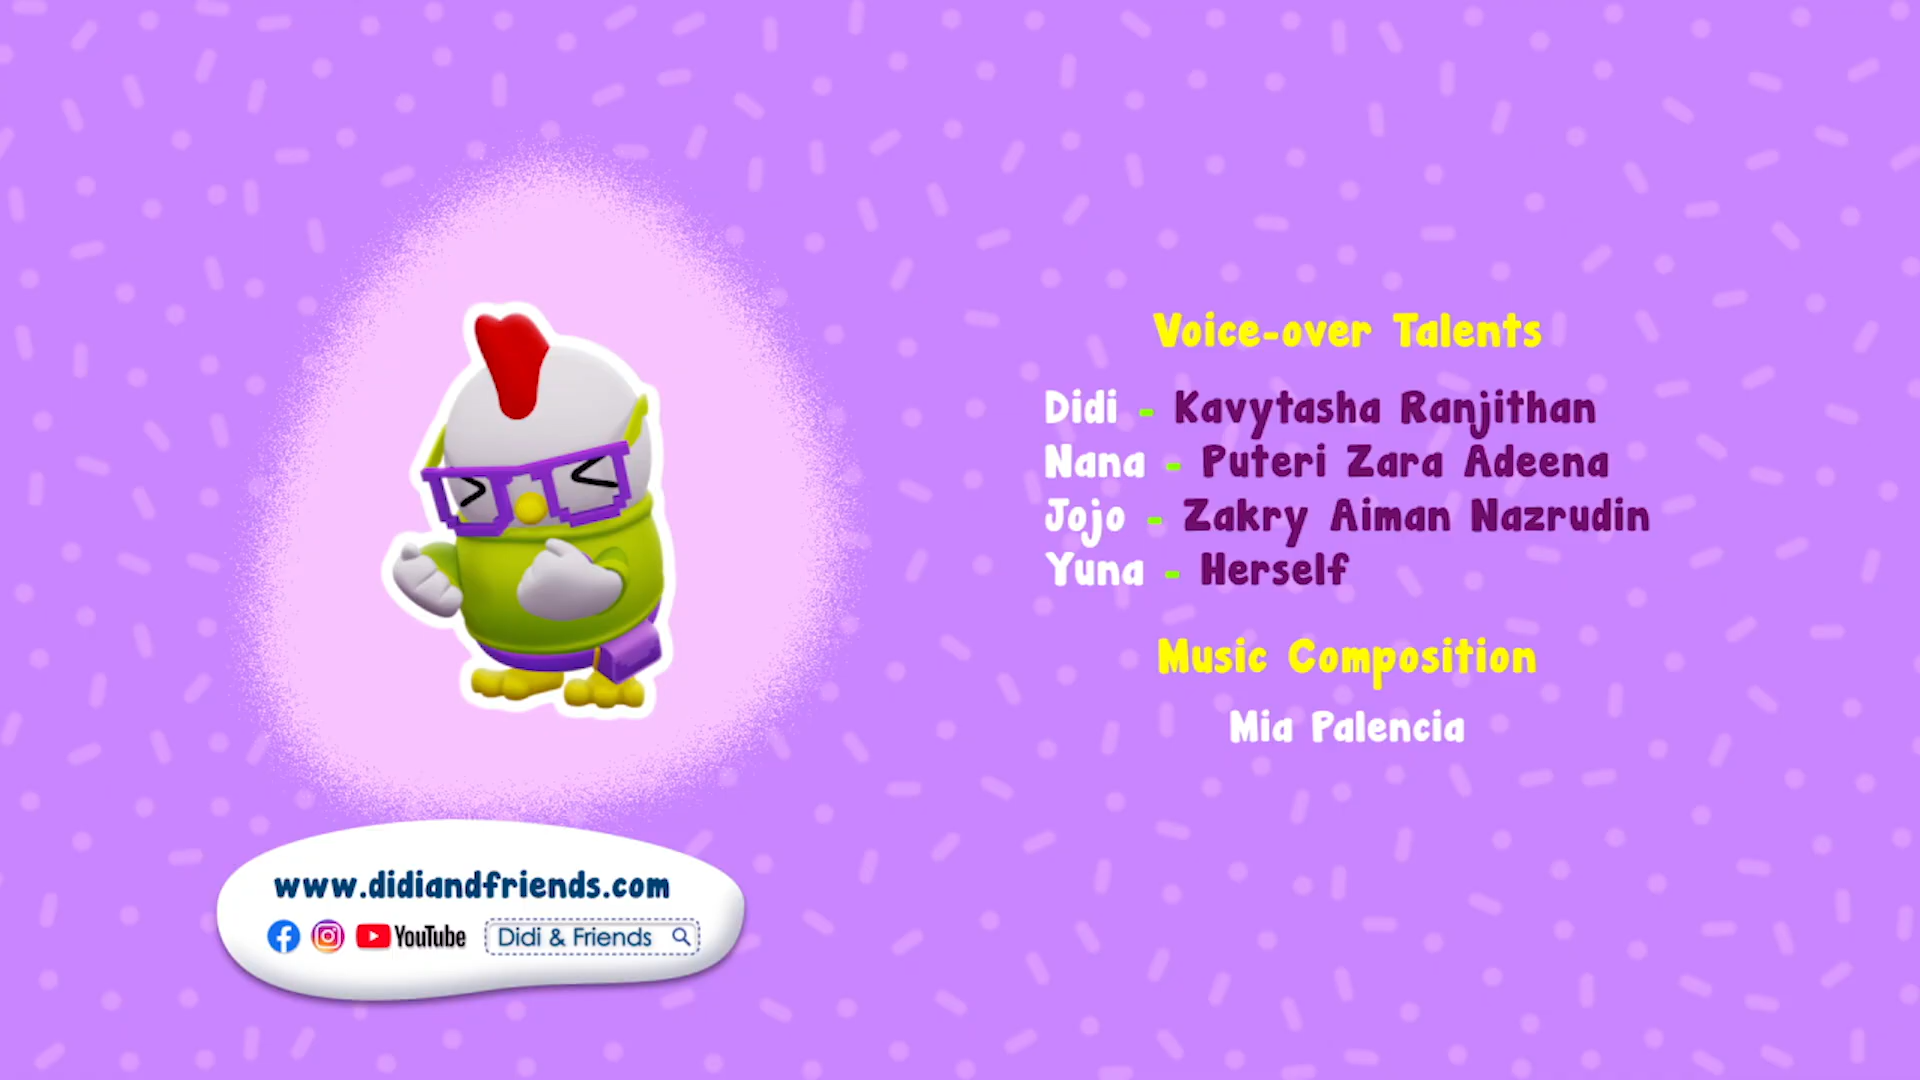 Voice-over Talents
Didi - Kavytasha Ranjithan
Nana - Puteri Zara Adeena
Jojo - Zakry Aiman Nazrudin
Yuna - Herself
Music Composition
Mia Palencia
www.didiandfriends.com
YouTube Didi & Friends